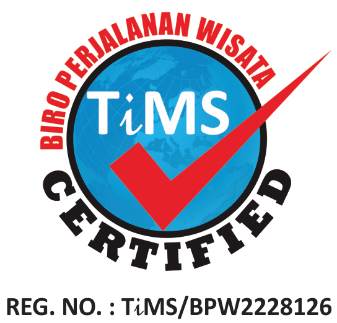 BIRO PERJALANAN WISATA
TiMS
CERTIFIED
REG. NO. : TiMS/BPW2228126